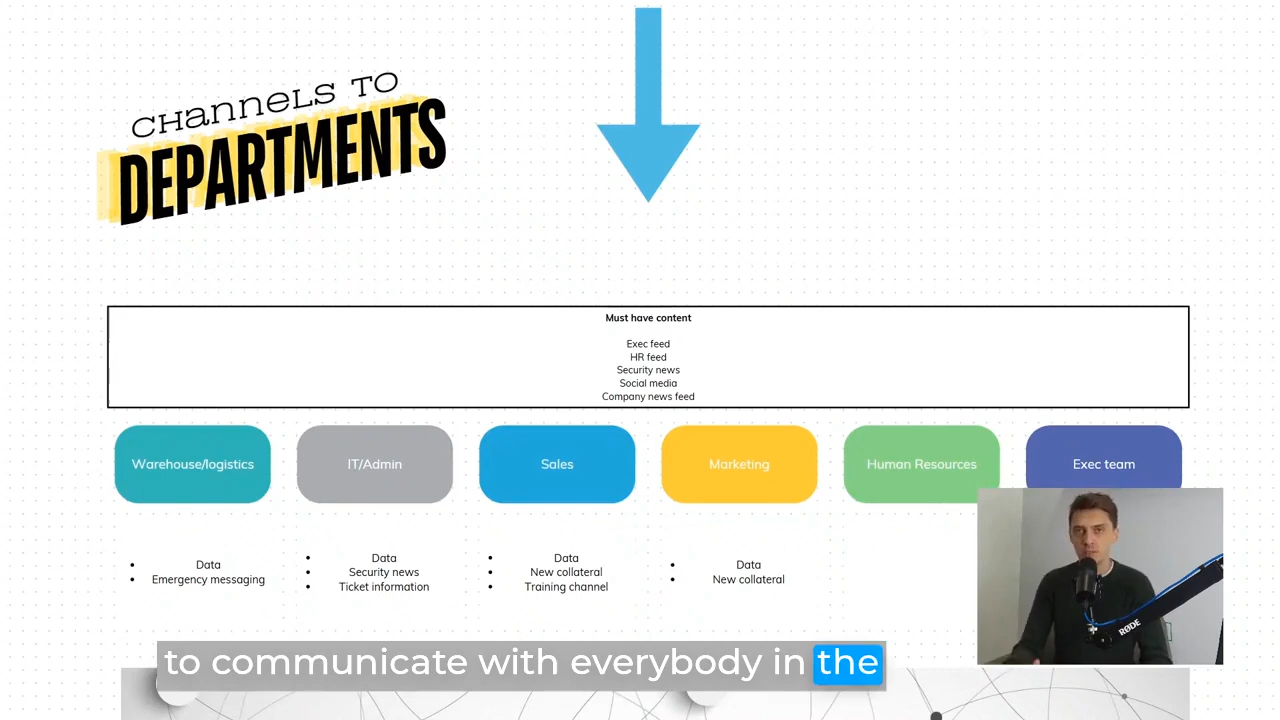 CHANNELS TO
DEPARTMENTS
Must have content
Exec feed
HR feed
Security news
Social media
Company news feed
Warehouse/logistics
IT/Admin
Sales
Marketing
Human Resources
Exec team
Data
Emergency messaging
Data
Security news
Ticket information
Data
New collateral
Training channel
Data
New collateral
RØDE
to communicate with everybody in the